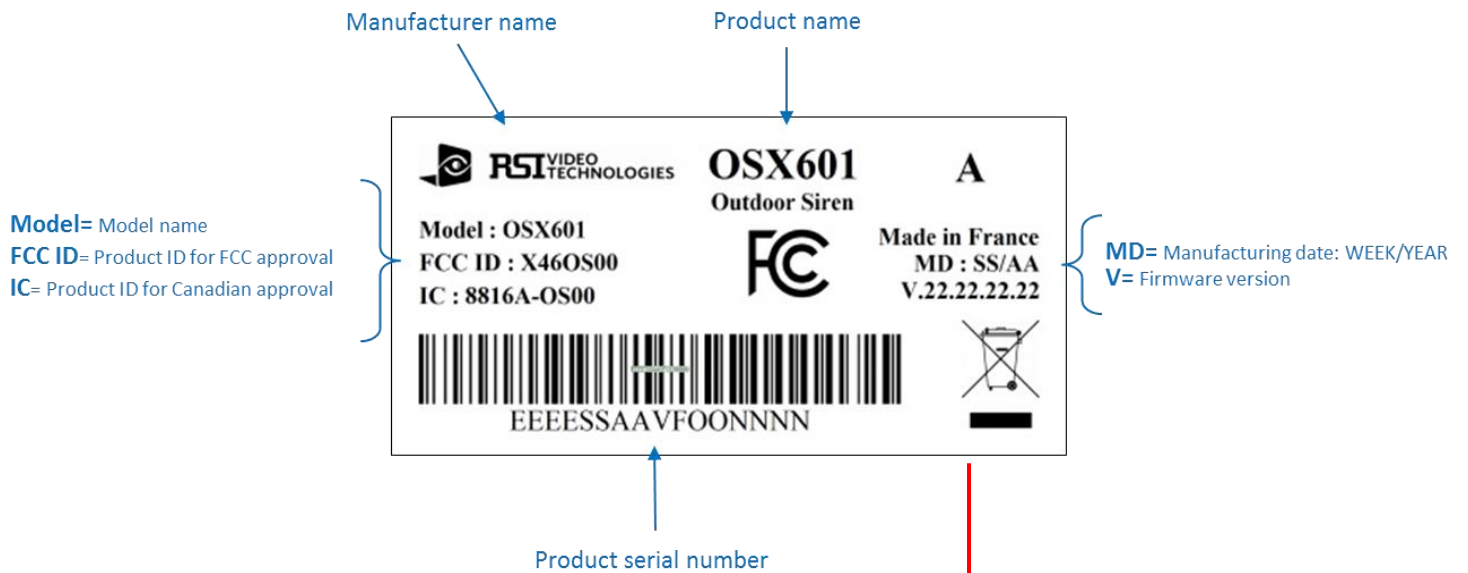 Manufacturer name
Product name
RSI VIDEO TECHNOLOGIES
OSX601
A
Outdoor Siren
Model= Model name
FCC ID= Product ID for FCC approval
IC= Product ID for Canadian approval
Model : OSX601
FCC ID : X46OS00
IC : 8816A-OS00
FC
Made in France
MD : SS/AA
V.22.22.22.22
MD= Manufacturing date: WEEK/YEAR
V= Firmware version
EEEESSAAVFOONNNN
Product serial number